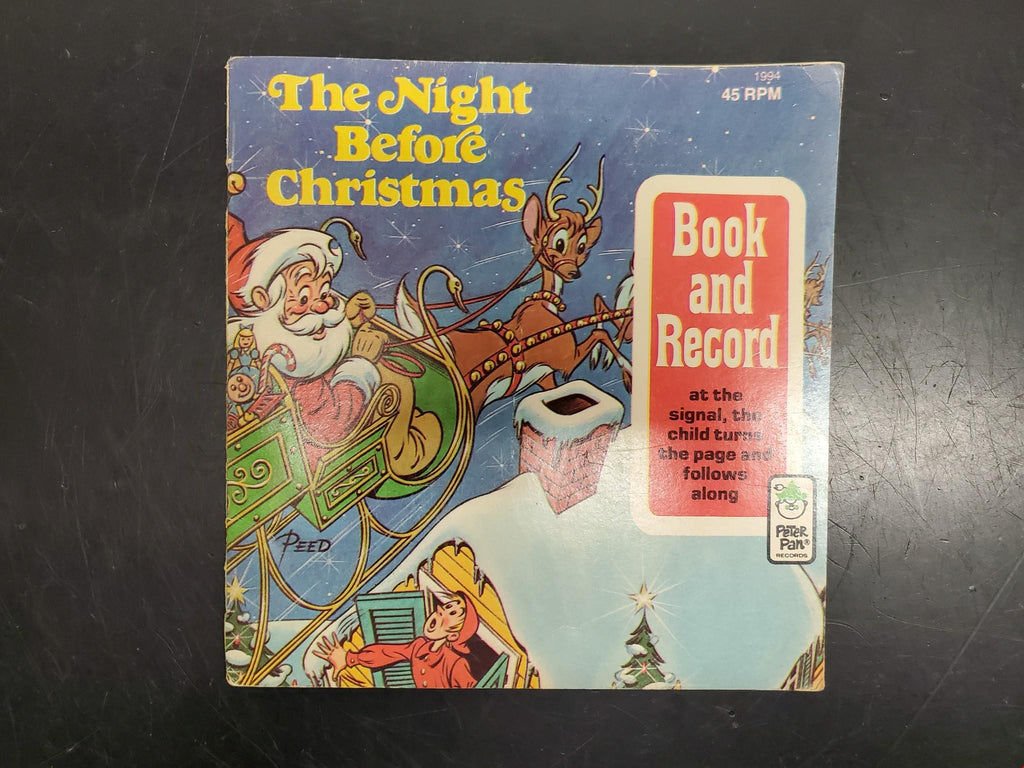 The Night
Before
Christmas
1994
45 RPM
Book
and
Record
at the
signal, the
child turns
the page and
follows
along
PEED
Peter
Pan®
RECORDS